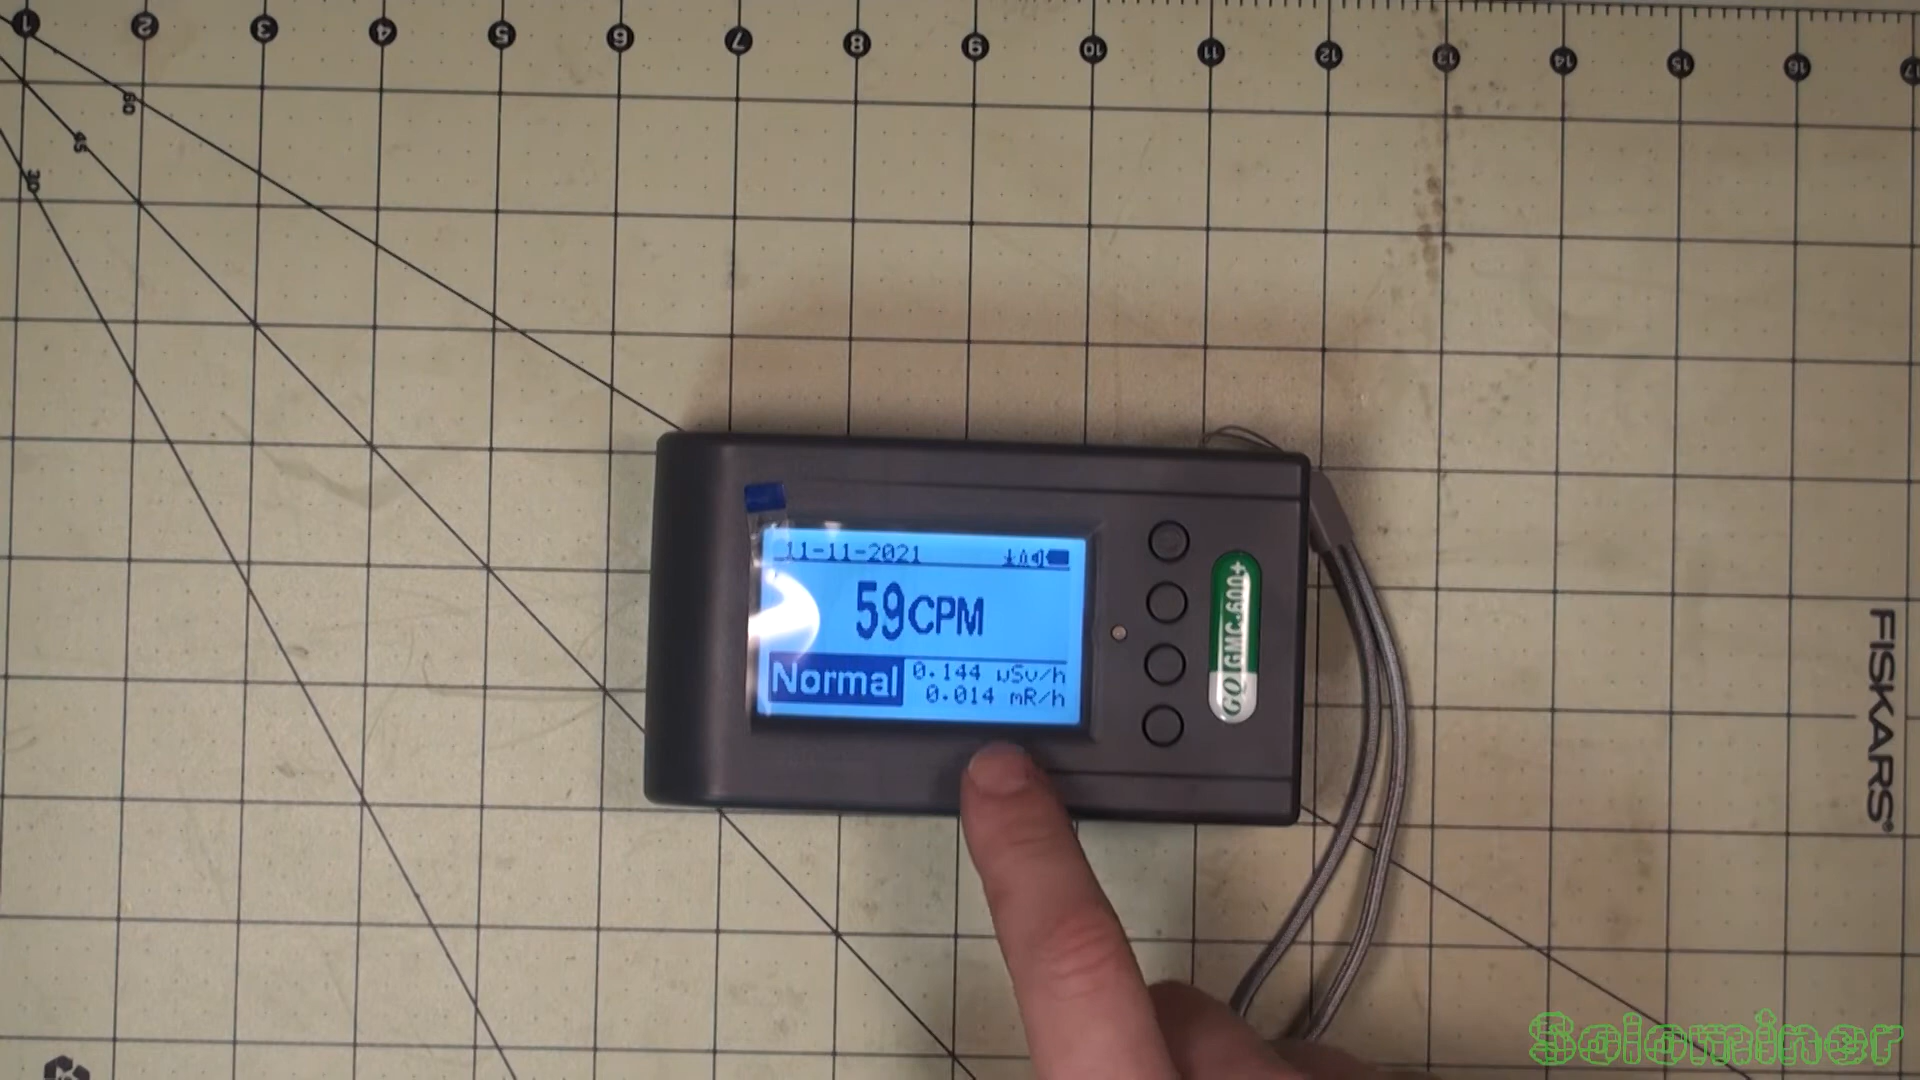 1 2 3 4 5 6 7 8 9 10 11 12 13 14 15 16 17
60
45
30
11-11-2021
59CPM
Normal
0.144 uSv/h
0.014 mR/h
GQ GMC-600+
FISKARS®
Solominer